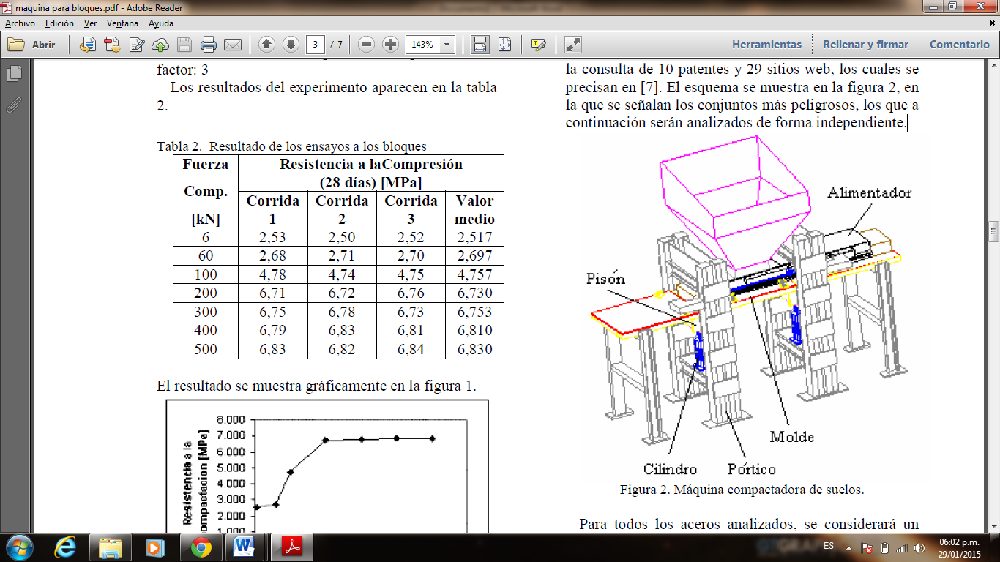 maquina para bloques.pdf - Adobe Reader
Archivo Edición Ver Ventana Ayuda
Abrir
3 / 7
143%
Herramientas
Rellenar y firmar
Comentario
factor: 3
Los resultados del experimento aparecen en la tabla
2.
Tabla 2. Resultado de los ensayos a los bloques
Fuerza Comp. [kN] Resistencia a laCompresión (28 días) [MPa]
Corrida 1 Corrida 2 Corrida 3 Valor medio
6 2,53 2,50 2,52 2,517
60 2,68 2,71 2,70 2,697
100 4,78 4,74 4,75 4,757
200 6,71 6,72 6,76 6,730
300 6,75 6,78 6,73 6,753
400 6,79 6,83 6,81 6,810
500 6,83 6,82 6,84 6,830
El resultado se muestra gráficamente en la figura 1.
Resistencia a la
ompactacion [MPa]
8.000
7.000
6.000
5.000
4.000
3.000
2.000
1.000
la consulta de 10 patentes y 29 sitios web, los cuales se
precisan en [7]. El esquema se muestra en la figura 2, en
la que se señalan los conjuntos más peligrosos, los que a
continuación serán analizados de forma independiente.
Alimentador
Pisón
Molde
Cilindro
Pórtico
Figura 2. Máquina compactadora de suelos.
Para todos los aceros analizados, se considerará un
ES
06:02 p.m.
29/01/2015